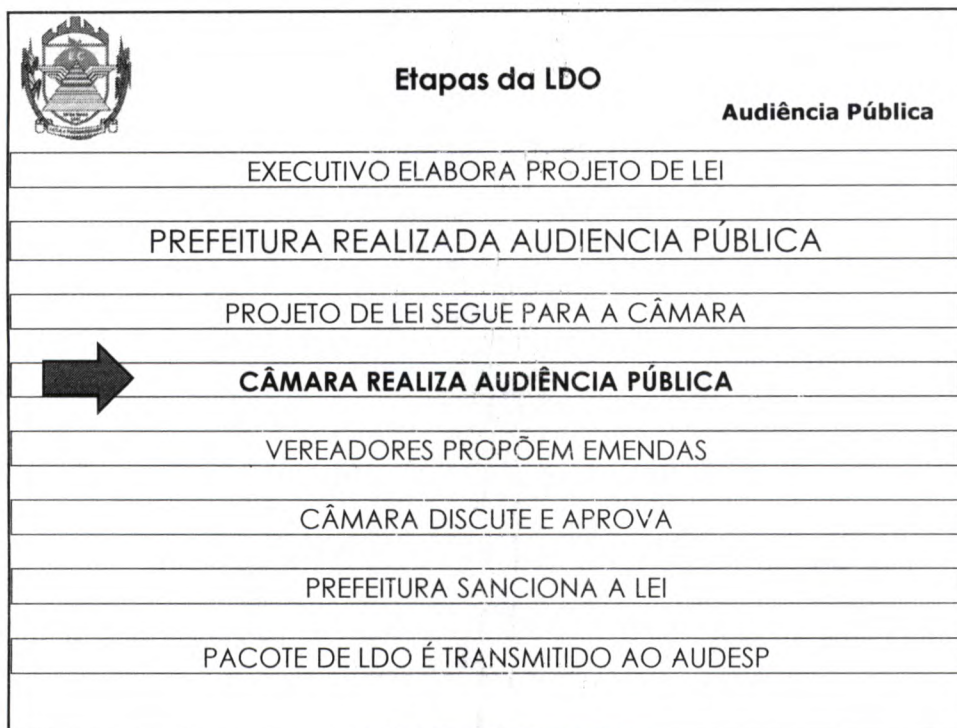 Etapas da LDO
Audiência Pública
EXECUTIVO ELABORA PROJETO DE LEI
PREFEITURA REALIZADA AUDIENCIA PÚBLICA
PROJETO DE LEI SEGUE PARA A CÂMARA
CÂMARA REALIZA AUDIÊNCIA PÚBLICA
VEREADORES PROPÕEM EMENDAS
CÂMARA DISCUTE E APROVA
PREFEITURA SANCIONA A LEI
PACOTE DE LDO É TRANSMITIDO AO AUDESP